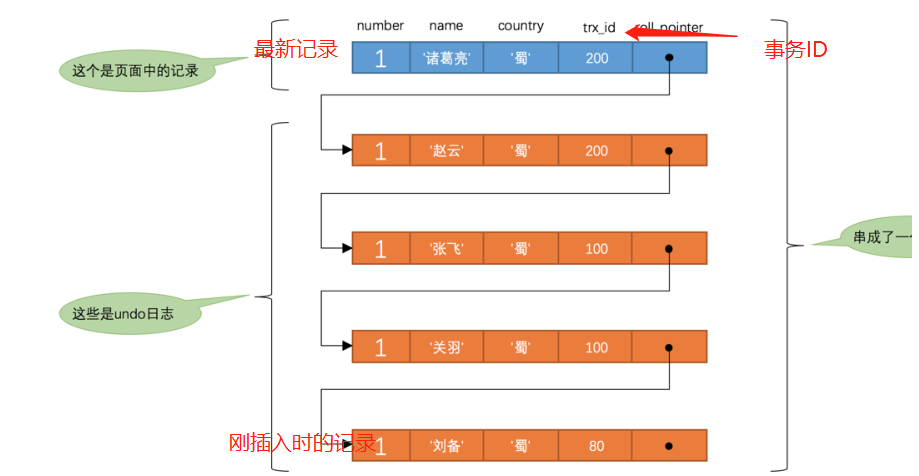 number name country trx_id roll_pointer
最新记录
事务ID
这个是页面中的记录
1 '诸葛亮' '蜀' 200
1 '赵云' '蜀' 200
1 '张飞' '蜀' 100
串成了一个
这些是undo日志
1 '关羽' '蜀' 100
刚插入时的记录
1 '刘备' '蜀' 80